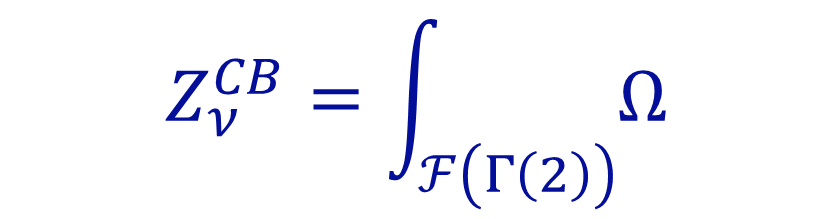 Z_ν^{CB} = ∫_{ℱ(Γ(2))} Ω